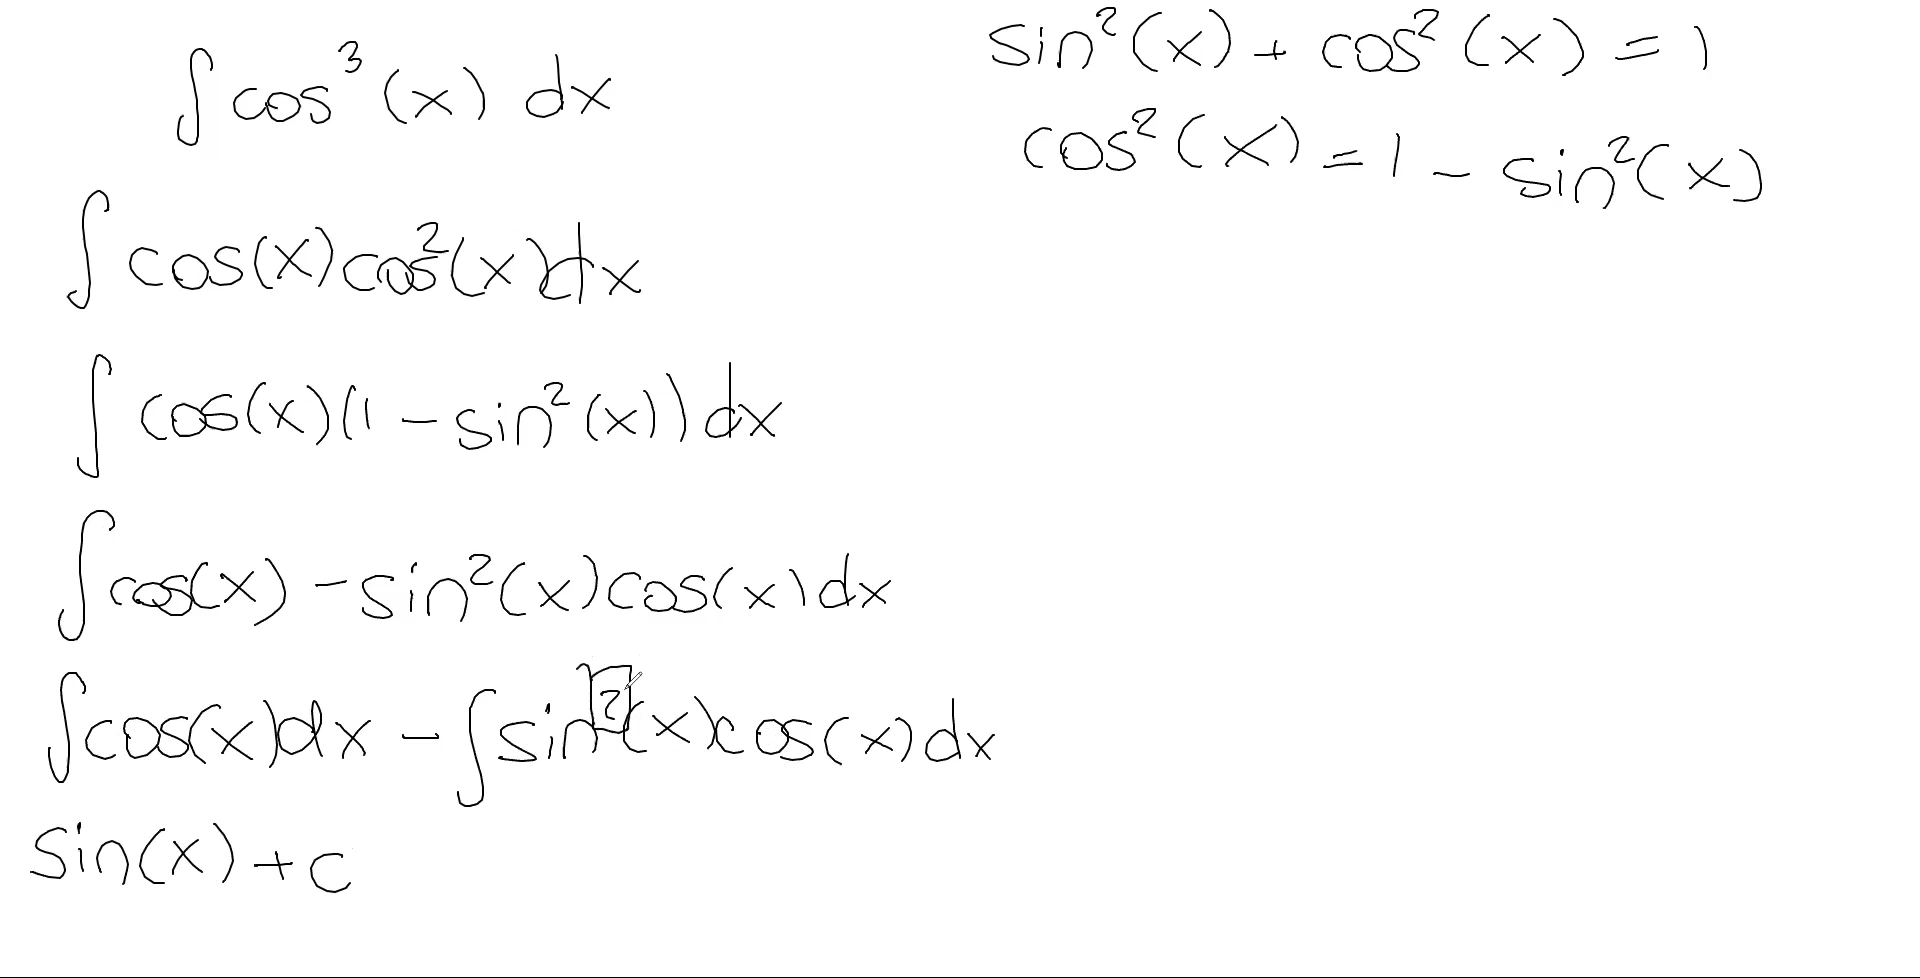 ∫ cos³(x) dx
∫ cos(x)cos²(x)dx
∫ cos(x)(1 - sin²(x))dx
∫cos(x) - sin²(x)cos(x)dx
∫cos(x)dx - ∫sin²(x)cos(x)dx
sin(x) + c
sin²(x) + cos²(x) = 1
cos²(x) = 1 - sin²(x)